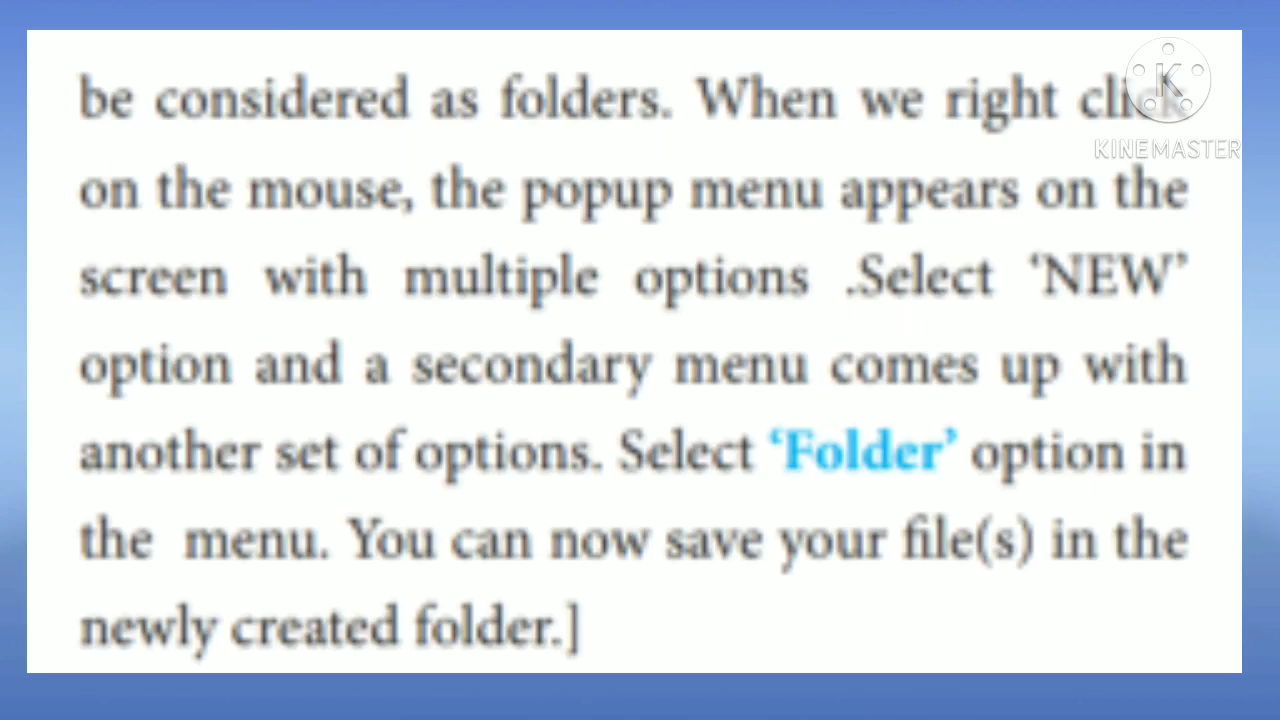 be considered as folders. When we right click
KINEMASTER
on the mouse, the popup menu appears on the
screen with multiple options .Select ‘NEW’
option and a secondary menu comes up with
another set of options. Select ‘Folder’ option in
the menu. You can now save your file(s) in the
newly created folder.]